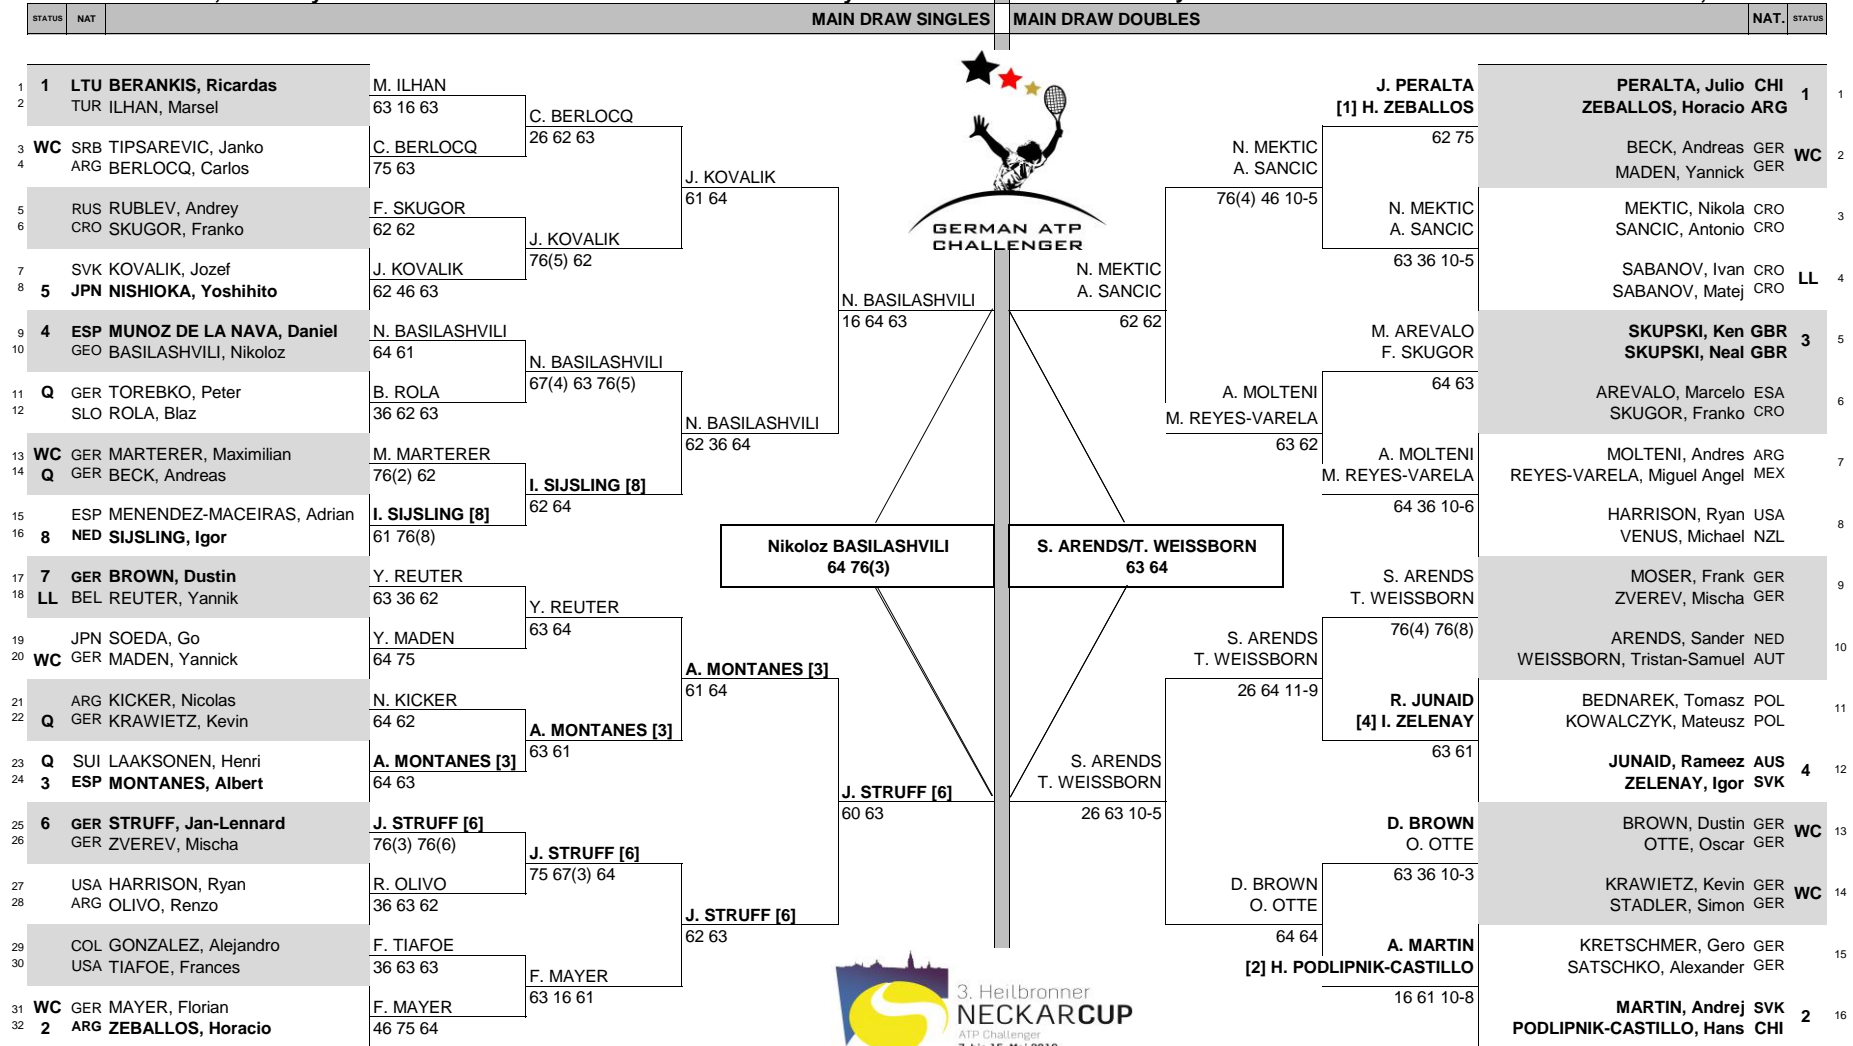 STATUS NAT MAIN DRAW SINGLES MAIN DRAW DOUBLES NAT. STATUS
1 1 LTU BERANKIS, Ricardas
2 TUR ILHAN, Marsel
3 WC SRB TIPSAREVIC, Janko
4 ARG BERLOCQ, Carlos
5 RUS RUBLEV, Andrey
6 CRO SKUGOR, Franko
7 SVK KOVALIK, Jozef
8 5 JPN NISHIOKA, Yoshihito
9 4 ESP MUNOZ DE LA NAVA, Daniel
10 GEO BASILASHVILI, Nikoloz
11 Q GER TOREBKO, Peter
12 SLO ROLA, Blaz
13 WC GER MARTERER, Maximilian
14 Q GER BECK, Andreas
15 ESP MENENDEZ-MACEIRAS, Adrian
16 8 NED SIJSLING, Igor
17 7 GER BROWN, Dustin
18 LL BEL REUTER, Yannik
19 JPN SOEDA, Go
20 WC GER MADEN, Yannick
21 ARG KICKER, Nicolas
22 Q GER KRAWIETZ, Kevin
23 Q SUI LAAKSONEN, Henri
24 3 ESP MONTANES, Albert
25 6 GER STRUFF, Jan-Lennard
26 GER ZVEREV, Mischa
27 USA HARRISON, Ryan
28 ARG OLIVO, Renzo
29 COL GONZALEZ, Alejandro
30 USA TIAFOE, Frances
31 WC GER MAYER, Florian
32 2 ARG ZEBALLOS, Horacio
M. ILHAN
63 16 63
C. BERLOCQ
75 63
F. SKUGOR
62 62
J. KOVALIK
62 46 63
N. BASILASHVILI
64 61
B. ROLA
36 62 63
M. MARTERER
76(2) 62
I. SIJSLING [8]
61 76(8)
Y. REUTER
63 36 62
Y. MADEN
64 75
N. KICKER
64 62
A. MONTANES [3]
64 63
J. STRUFF [6]
76(3) 76(6)
R. OLIVO
36 63 62
F. TIAFOE
36 63 63
F. MAYER
46 75 64
C. BERLOCQ
26 62 63
J. KOVALIK
76(5) 62
N. BASILASHVILI
67(4) 63 76(5)
I. SIJSLING [8]
62 64
Y. REUTER
63 64
A. MONTANES [3]
63 61
J. STRUFF [6]
75 67(3) 64
F. MAYER
63 16 61
J. KOVALIK
61 64
N. BASILASHVILI
62 36 64
A. MONTANES [3]
61 64
J. STRUFF [6]
62 63
N. BASILASHVILI
16 64 63
J. STRUFF [6]
60 63
Nikoloz BASILASHVILI
64 76(3)
GERMAN ATP
CHALLENGER
3. Heilbronner
NECKARCUP
ATP Challenger
S. ARENDS/T. WEISSBORN
63 64
N. MEKTIC
A. SANCIC
62 62
S. ARENDS
T. WEISSBORN
26 63 10-5
N. MEKTIC
A. SANCIC
76(4) 46 10-5
A. MOLTENI
M. REYES-VARELA
63 62
S. ARENDS
T. WEISSBORN
26 64 11-9
D. BROWN
O. OTTE
64 64
J. PERALTA
[1] H. ZEBALLOS
62 75
N. MEKTIC
A. SANCIC
63 36 10-5
M. AREVALO
F. SKUGOR
64 63
A. MOLTENI
M. REYES-VARELA
64 36 10-6
S. ARENDS
T. WEISSBORN
76(4) 76(8)
R. JUNAID
[4] I. ZELENAY
63 61
D. BROWN
O. OTTE
63 36 10-3
A. MARTIN
[2] H. PODLIPNIK-CASTILLO
16 61 10-8
PERALTA, Julio CHI
ZEBALLOS, Horacio ARG
1 1
BECK, Andreas GER
MADEN, Yannick GER
WC 2
MEKTIC, Nikola CRO
SANCIC, Antonio CRO
3
SABANOV, Ivan CRO
SABANOV, Matej CRO
LL 4
SKUPSKI, Ken GBR
SKUPSKI, Neal GBR
3 5
AREVALO, Marcelo ESA
SKUGOR, Franko CRO
6
MOLTENI, Andres ARG
REYES-VARELA, Miguel Angel MEX
7
HARRISON, Ryan USA
VENUS, Michael NZL
8
MOSER, Frank GER
ZVEREV, Mischa GER
9
ARENDS, Sander NED
WEISSBORN, Tristan-Samuel AUT
10
BEDNAREK, Tomasz POL
KOWALCZYK, Mateusz POL
11
JUNAID, Rameez AUS
ZELENAY, Igor SVK
4 12
BROWN, Dustin GER
OTTE, Oscar GER
WC 13
KRAWIETZ, Kevin GER
STADLER, Simon GER
WC 14
KRETSCHMER, Gero GER
SATSCHKO, Alexander GER
15
MARTIN, Andrej SVK
PODLIPNIK-CASTILLO, Hans CHI
2 16